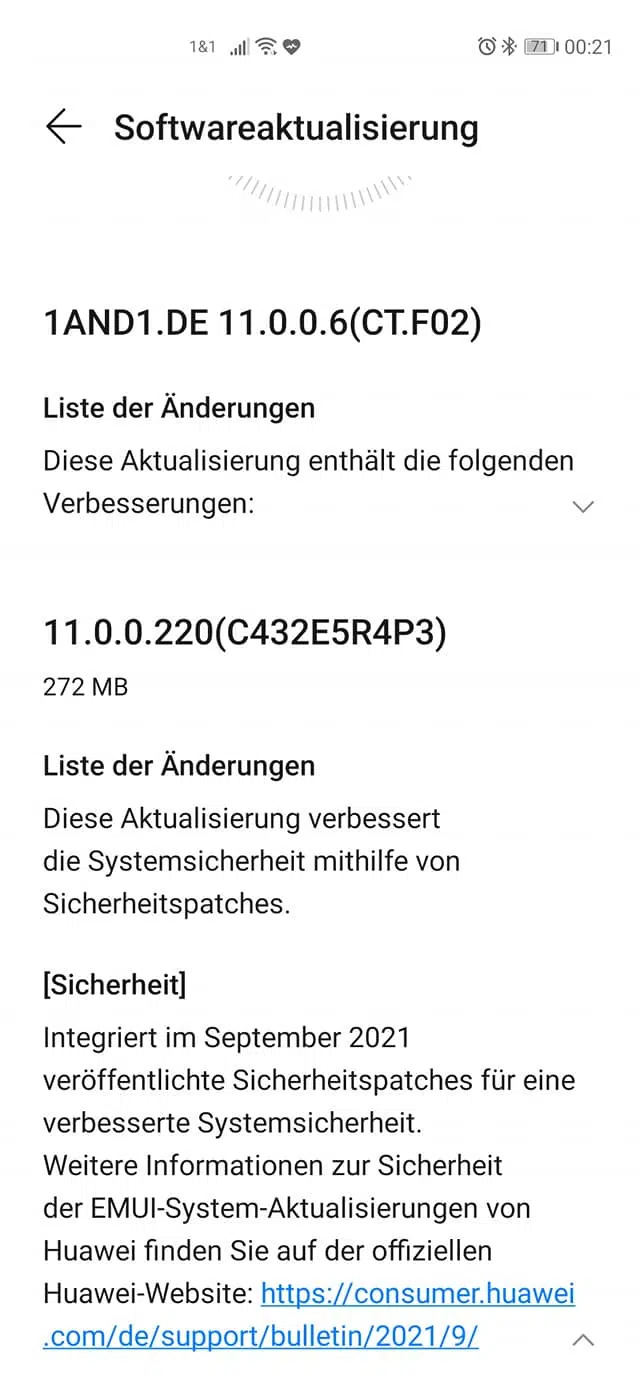 1&1 71 00:21
Softwareaktualisierung
1AND1.DE 11.0.0.6(CT.F02)
Liste der Änderungen
Diese Aktualisierung enthält die folgenden
Verbesserungen:
11.0.0.220(C432E5R4P3)
272 MB
Liste der Änderungen
Diese Aktualisierung verbessert
die Systemsicherheit mithilfe von
Sicherheitspatches.
[Sicherheit]
Integriert im September 2021
veröffentlichte Sicherheitspatches für eine
verbesserte Systemsicherheit.
Weitere Informationen zur Sicherheit
der EMUI-System-Aktualisierungen von
Huawei finden Sie auf der offiziellen
Huawei-Website: https://consumer.huawei
.com/de/support/bulletin/2021/9/